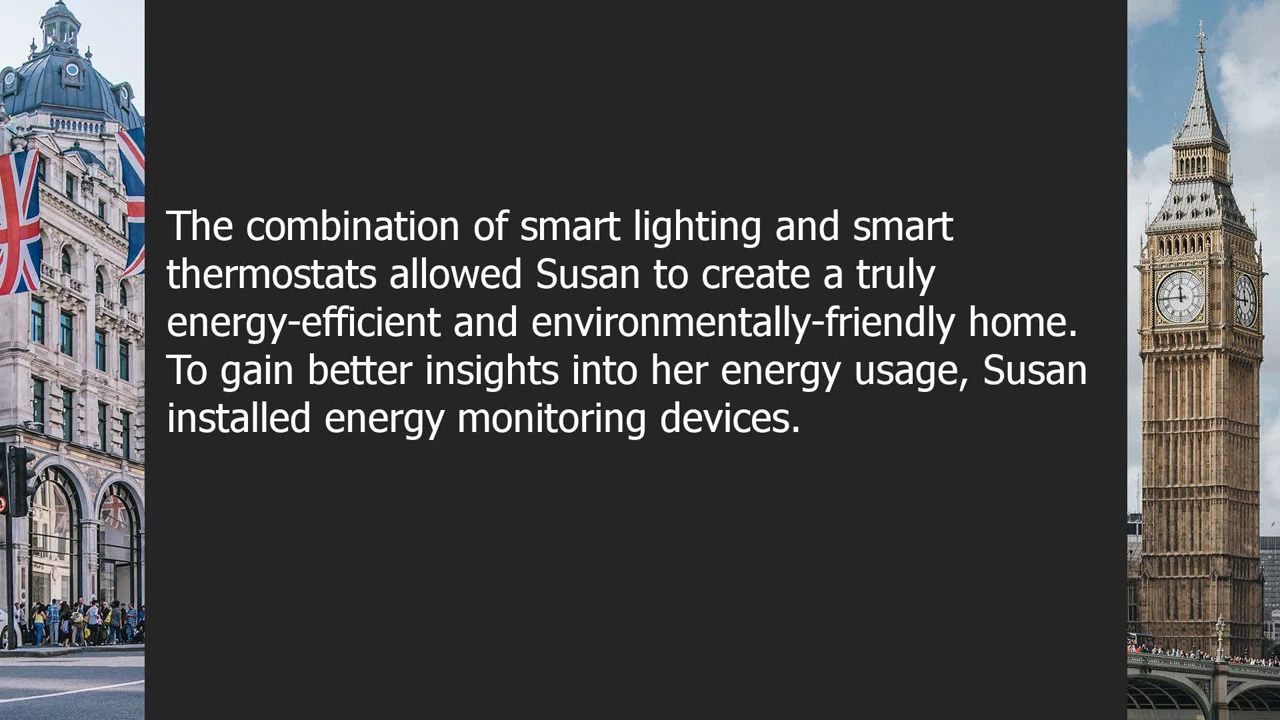 The combination of smart lighting and smart
thermostats allowed Susan to create a truly
energy-efficient and environmentally-friendly home.
To gain better insights into her energy usage, Susan
installed energy monitoring devices.